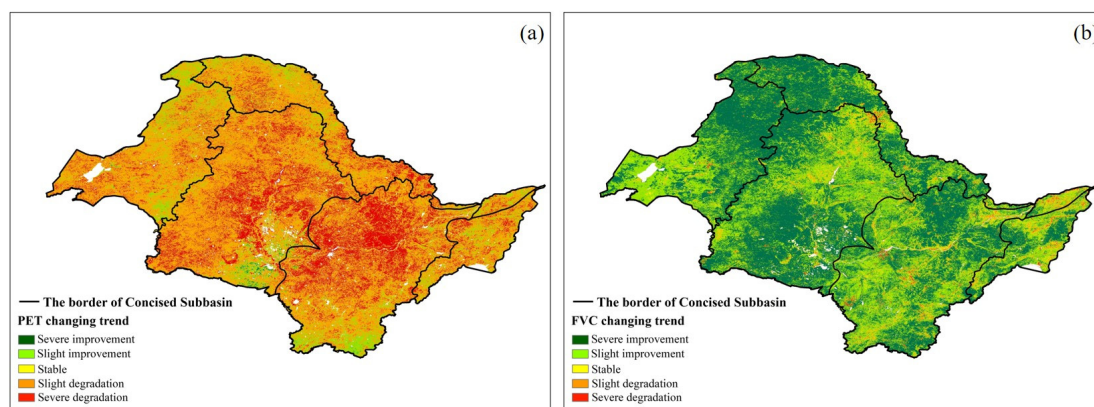 (a)
The border of Concised Subbasin
PET changing trend
Severe improvement
Slight improvement
Stable
Slight degradation
Severe degradation
(b)
The border of Concised Subbasin
FVC changing trend
Severe improvement
Slight improvement
Stable
Slight degradation
Severe degradation